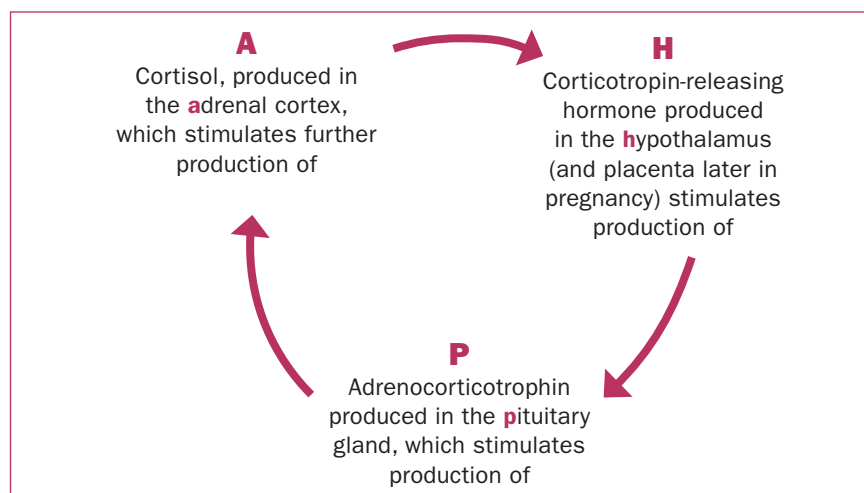 A
Cortisol, produced in
the adrenal cortex,
which stimulates further
production of
H
Corticotropin-releasing
hormone produced
in the hypothalamus
(and placenta later in
pregnancy) stimulates
production of
P
Adrenocorticotrophin
produced in the pituitary
gland, which stimulates
production of